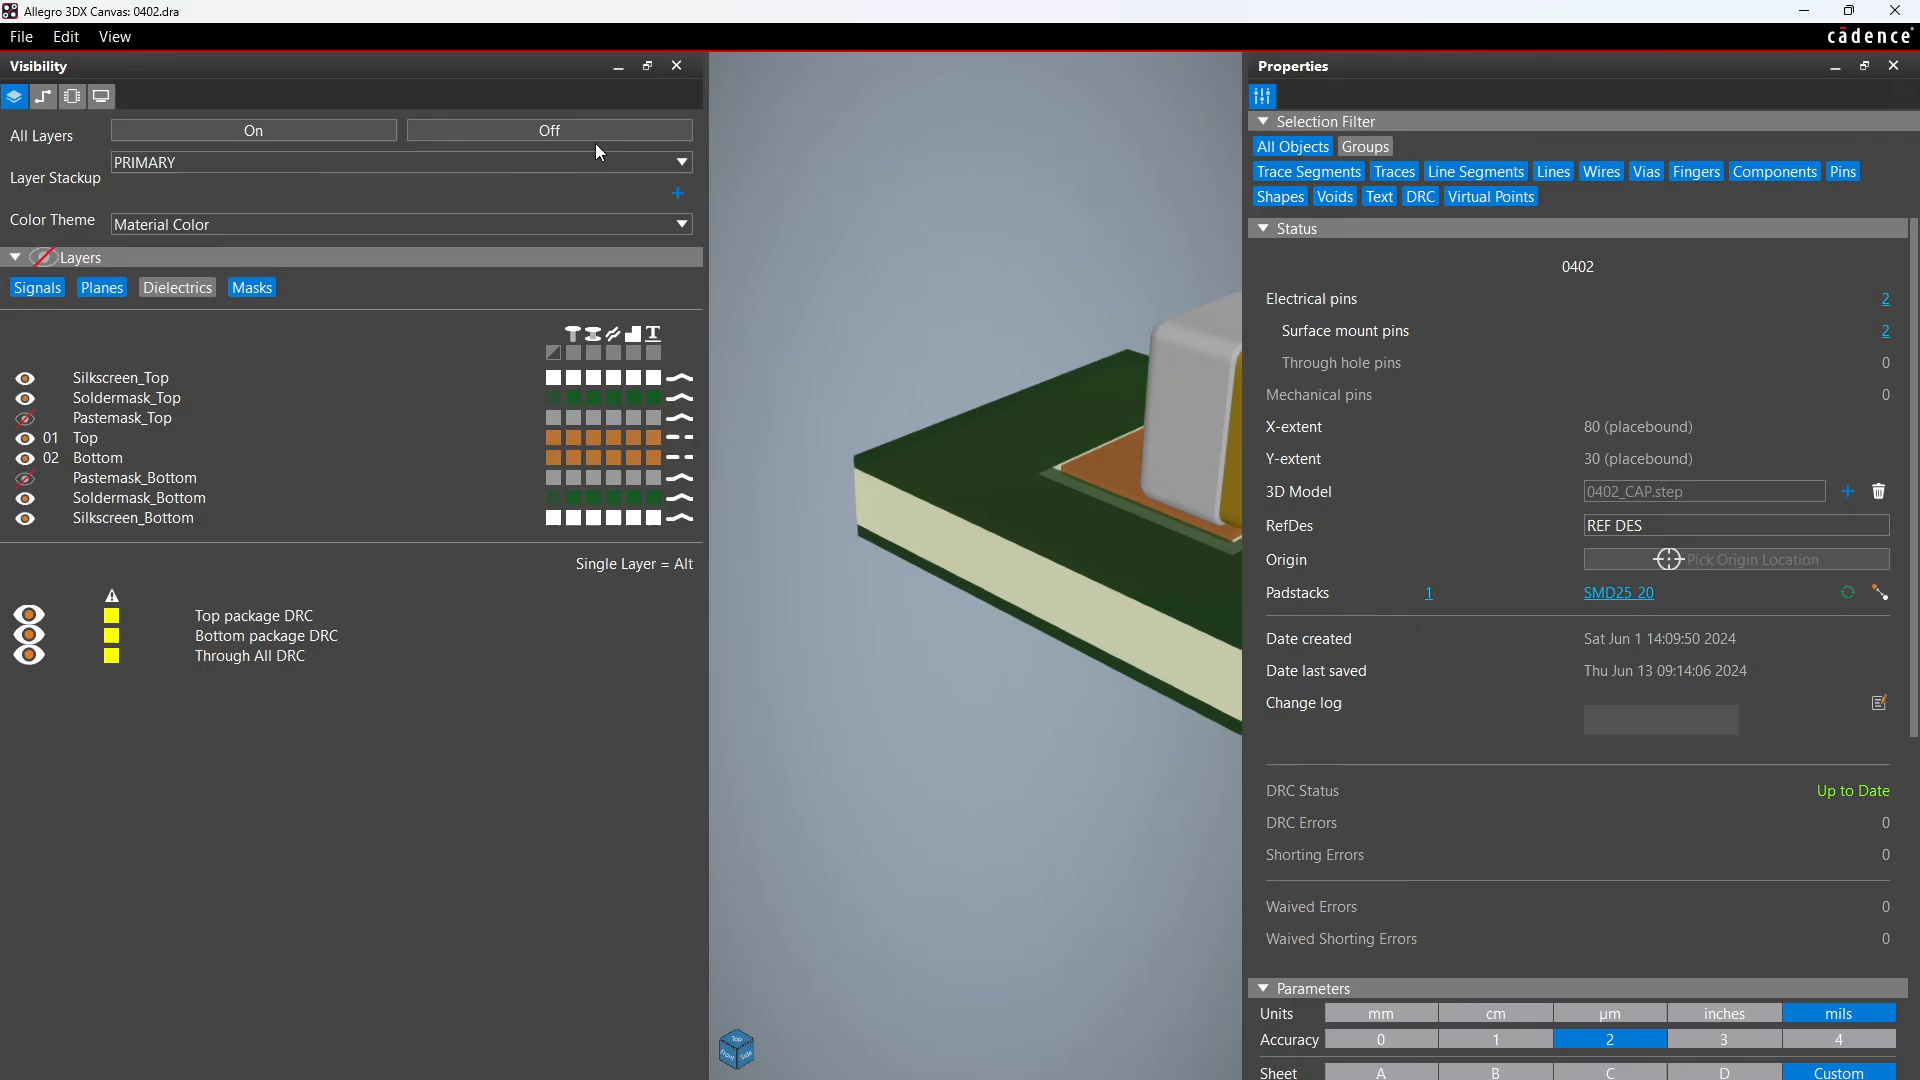 Allegro 3DX Canvas: 0402.dra
File Edit View
cādence
Visibility
All Layers On Off
Layer Stackup PRIMARY
+
Color Theme Material Color
Layers
Signals Planes Dielectrics Masks
T
Silkscreen_Top
Soldermask_Top
Pastemask_Top
01 Top
02 Bottom
Pastemask_Bottom
Soldermask_Bottom
Silkscreen_Bottom
Single Layer = Alt
Top package DRC
Bottom package DRC
Through All DRC
Top
Front Side
Properties
Selection Filter
All Objects Groups
Trace Segments Traces Line Segments Lines Wires Vias Fingers Components Pins
Shapes Voids Text DRC Virtual Points
Status
0402
Electrical pins 2
Surface mount pins 2
Through hole pins 0
Mechanical pins 0
X-extent 80 (placebound)
Y-extent 30 (placebound)
3D Model 0402_CAP.step +
RefDes REF DES
Origin Pick Origin Location
Padstacks 1 SMD25_20
Date created Sat Jun 1 14:09:50 2024
Date last saved Thu Jun 13 09:14:06 2024
Change log
DRC Status Up to Date
DRC Errors 0
Shorting Errors 0
Waived Errors 0
Waived Shorting Errors 0
Parameters
Units mm cm µm inches mils
Accuracy 0 1 2 3 4
Sheet A B C D Custom